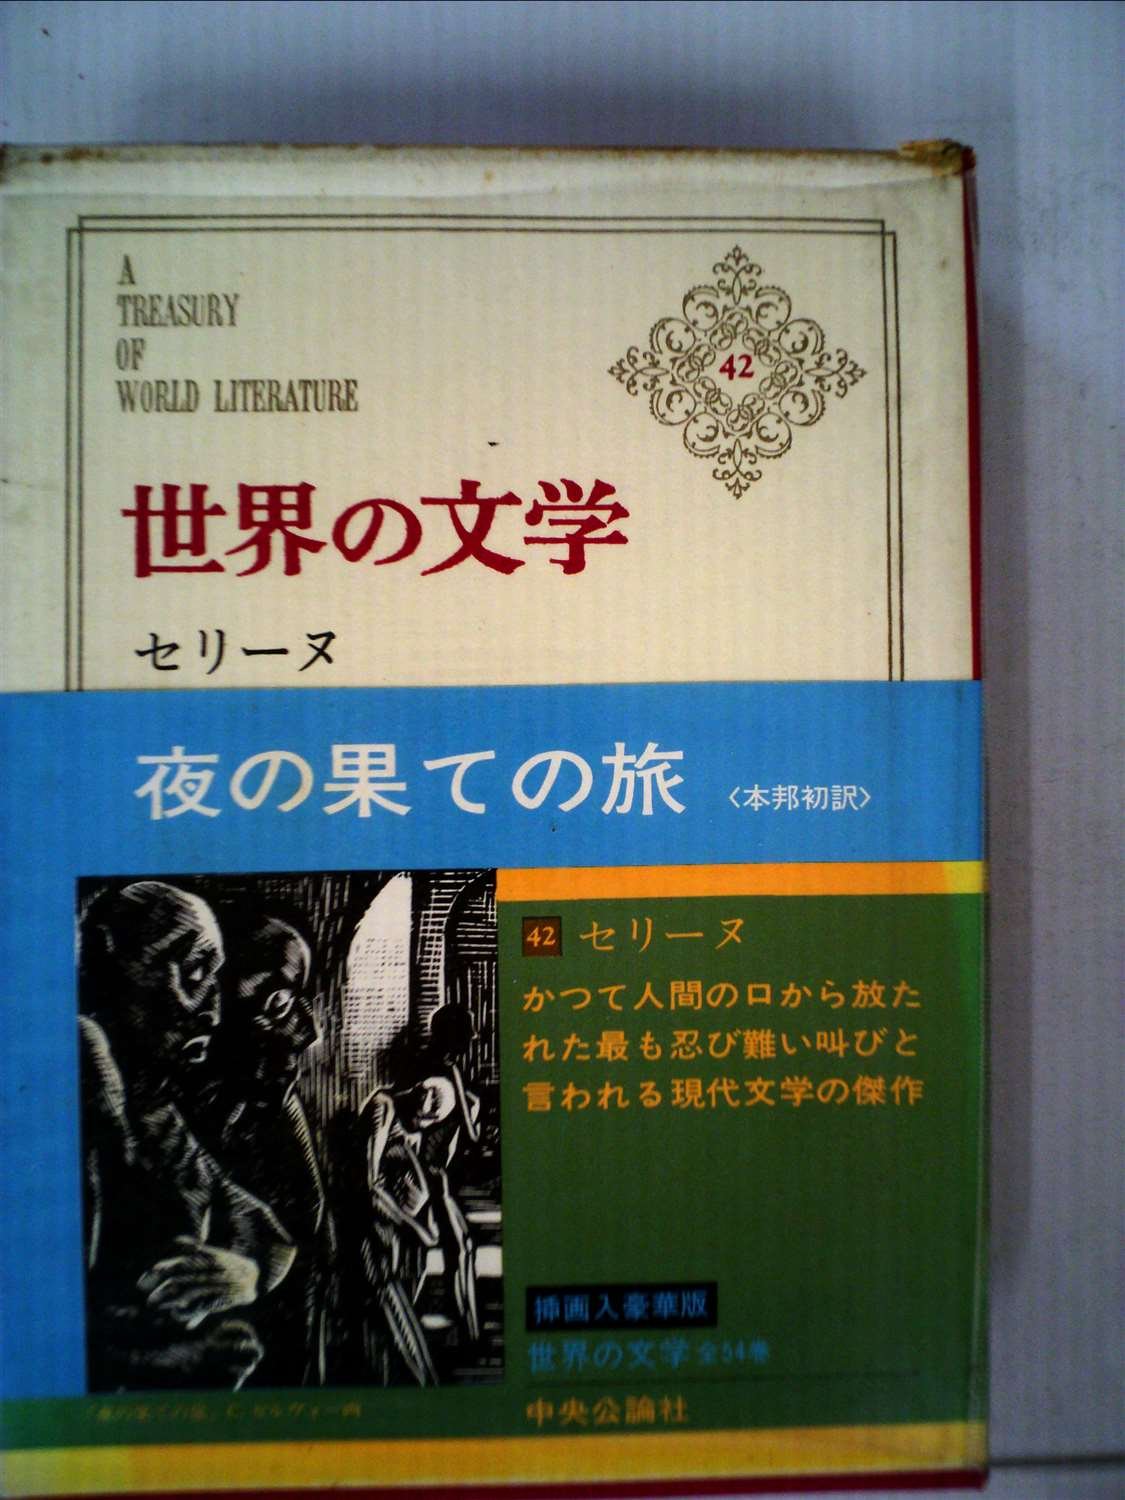 A
TREASURY
OF
WORLD LITERATURE
42
世界の文学
セリーヌ
夜の果ての旅 〈本邦初訳〉
42 セリーヌ
かつて人間の口から放た
れた最も忍び難い叫びと
言われる現代文学の傑作
挿画入豪華版
世界の文学 全54巻
中央公論社